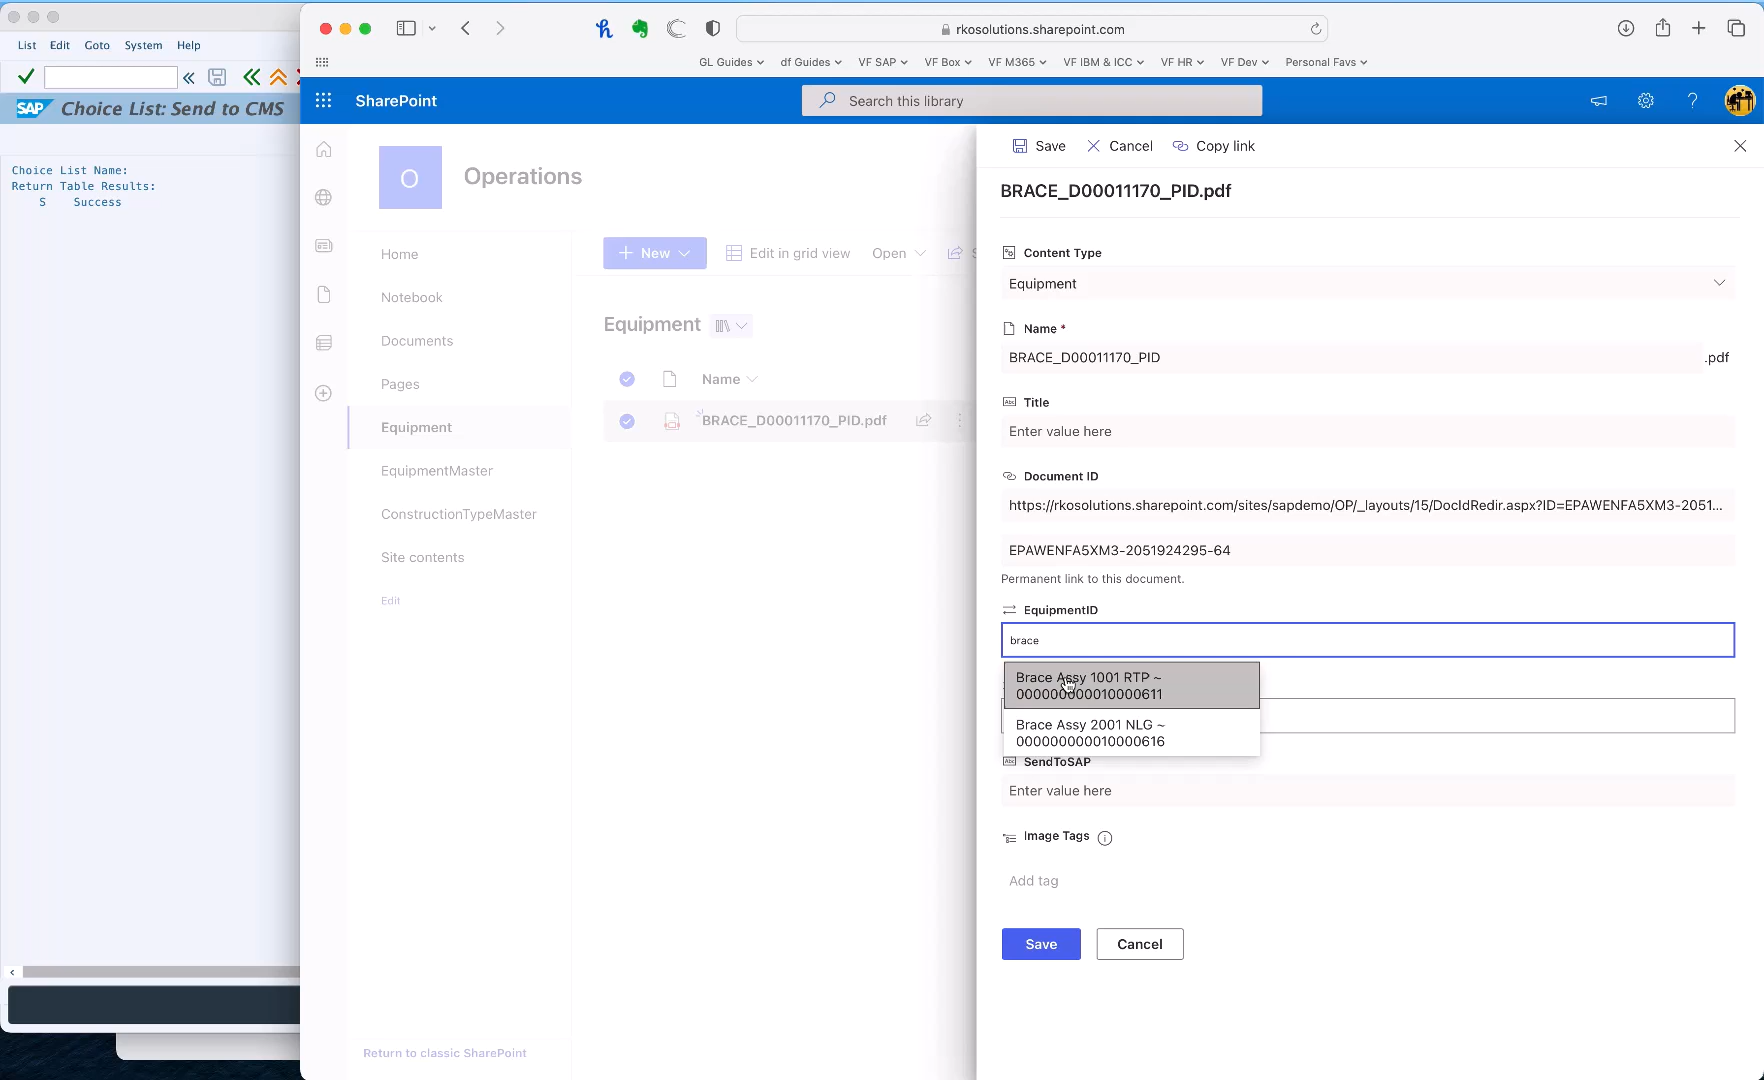 List Edit Goto System Help
SAP Choice List: Send to CMS
Choice List Name:
Return Table Results:
S Success
rkosolutions.sharepoint.com
GL Guides df Guides VF SAP VF Box VF M365 VF IBM & ICC VF HR VF Dev Personal Favs
SharePoint
Search this library
O
Operations
Home
Notebook
Documents
Pages
Equipment
EquipmentMaster
ConstructionTypeMaster
Site contents
Edit
Return to classic SharePoint
New Edit in grid view Open S
Equipment
Name
BRACE_D00011170_PID.pdf
Save Cancel Copy link
BRACE_D00011170_PID.pdf
Content Type
Equipment
Name *
BRACE_D00011170_PID .pdf
Abc Title
Enter value here
Document ID
https://rkosolutions.sharepoint.com/sites/sapdemo/OP/_layouts/15/DocIdRedir.aspx?ID=EPAWENFA5XM3-2051...
EPAWENFA5XM3-2051924295-64
Permanent link to this document.
EquipmentID
brace
Brace Assy 1001 RTP ~
000000000010000611
Brace Assy 2001 NLG ~
000000000010000616
Abc SendToSAP
Enter value here
Image Tags
Add tag
Save Cancel